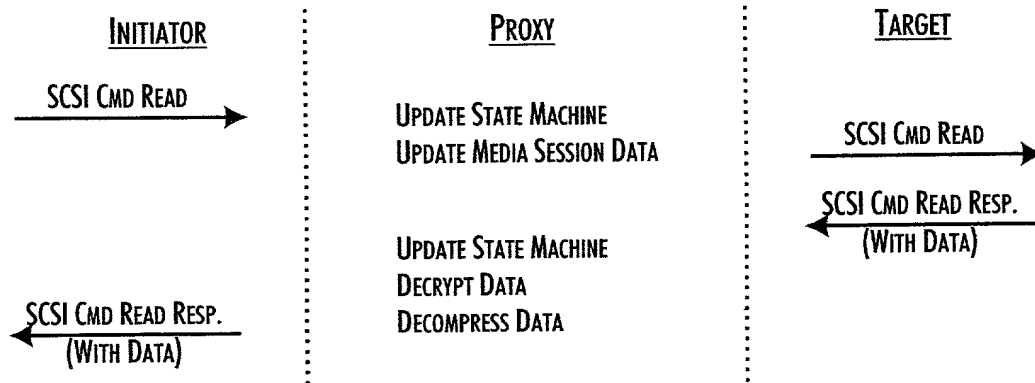 INITIATOR
PROXY
TARGET
SCSI CMD READ
UPDATE STATE MACHINE
UPDATE MEDIA SESSION DATA
SCSI CMD READ
SCSI CMD READ RESP.
(WITH DATA)
UPDATE STATE MACHINE
DECRYPT DATA
DECOMPRESS DATA
SCSI CMD READ RESP.
(WITH DATA)